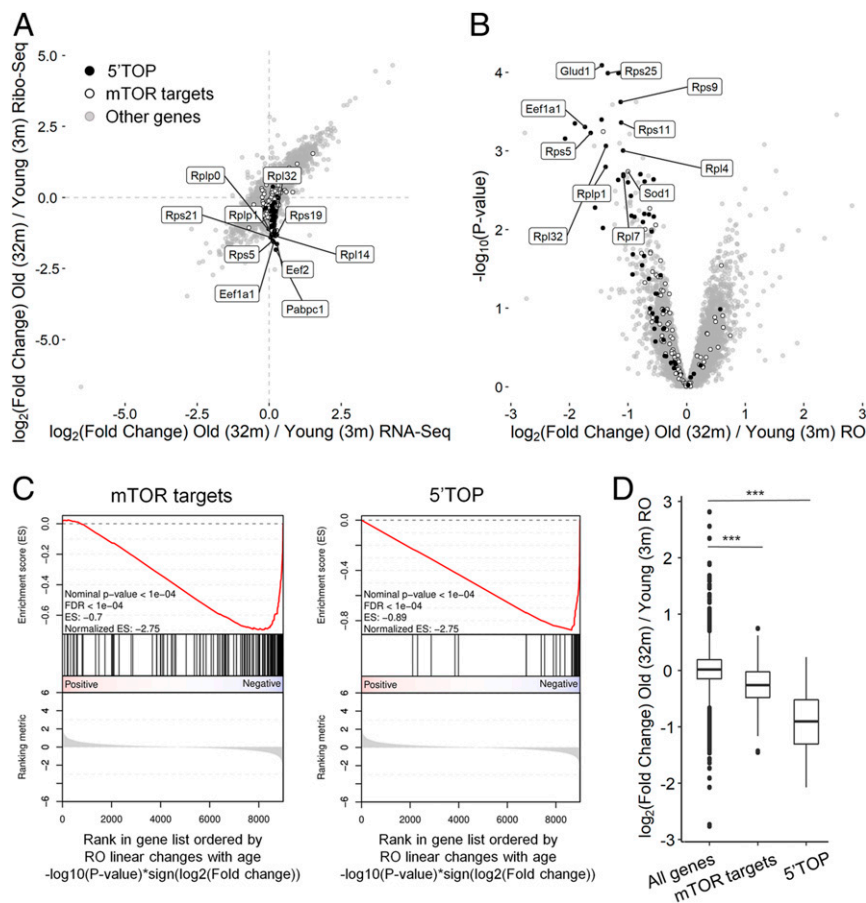 A
log2(Fold Change) Old (32m) / Young (3m) Ribo-Seq
5.0
2.5
0.0
-2.5
-5.0
5'TOP
mTOR targets
Other genes
Rplp0
Rpl32
Rps21
Rplp1
Rps19
Rps5
Rpl14
Eef2
Eef1a1
Pabpc1
-5.0 -2.5 0.0 2.5
log2(Fold Change) Old (32m) / Young (3m) RNA-Seq
B
-log10(P-value)
4
3
2
1
0
Glud1
Rps25
Rps9
Eef1a1
Rps11
Rps5
Rpl4
Rplp1
Sod1
Rpl32
Rpl7
-3 -2 -1 0 1 2 3
log2(Fold Change) Old (32m) / Young (3m) RO
C
mTOR targets
Enrichment score (ES)
0.0
-0.2
-0.4
-0.6
Nominal p-value < 1e-04
FDR < 1e-04
ES: -0.7
Normalized ES: -2.75
Positive Negative
Ranking metric
6
4
2
0
-2
-6
0 2000 4000 6000 8000
Rank in gene list ordered by
RO linear changes with age
-log10(P-value)*sign(log2(Fold change))
5'TOP
Enrichment score (ES)
0.0
-0.2
-0.4
-0.6
-0.8
Nominal p-value < 1e-04
FDR < 1e-04
ES: -0.89
Normalized ES: -2.75
Positive Negative
Ranking metric
6
4
2
0
-2
-6
0 2000 4000 6000 8000
Rank in gene list ordered by
RO linear changes with age
-log10(P-value)*sign(log2(Fold change))
D
log2(Fold Change) Old (32m) / Young (3m) RO
3
2
1
0
-1
-2
-3
***
***
All genes
mTOR targets
5'TOP